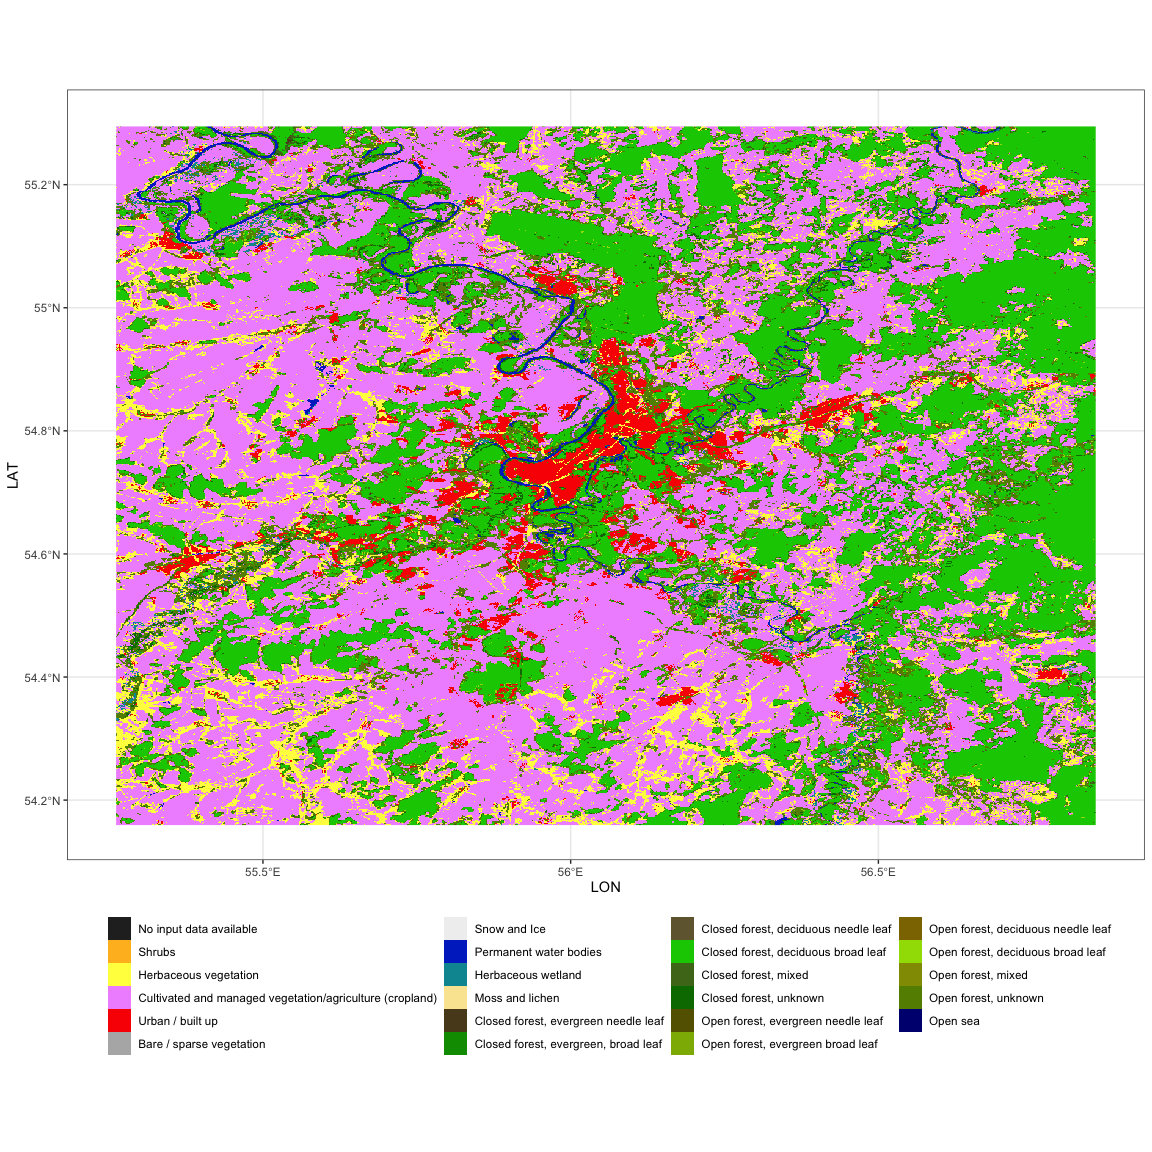 55.2°N
55°N
54.8°N
54.6°N
54.4°N
54.2°N
LAT
55.5°E 56°E 56.5°E
LON
No input data available
Shrubs
Herbaceous vegetation
Cultivated and managed vegetation/agriculture (cropland)
Urban / built up
Bare / sparse vegetation
Snow and Ice
Permanent water bodies
Herbaceous wetland
Moss and lichen
Closed forest, evergreen needle leaf
Closed forest, evergreen, broad leaf
Closed forest, deciduous needle leaf
Closed forest, deciduous broad leaf
Closed forest, mixed
Closed forest, unknown
Open forest, evergreen needle leaf
Open forest, evergreen broad leaf
Open forest, deciduous needle leaf
Open forest, deciduous broad leaf
Open forest, mixed
Open forest, unknown
Open sea